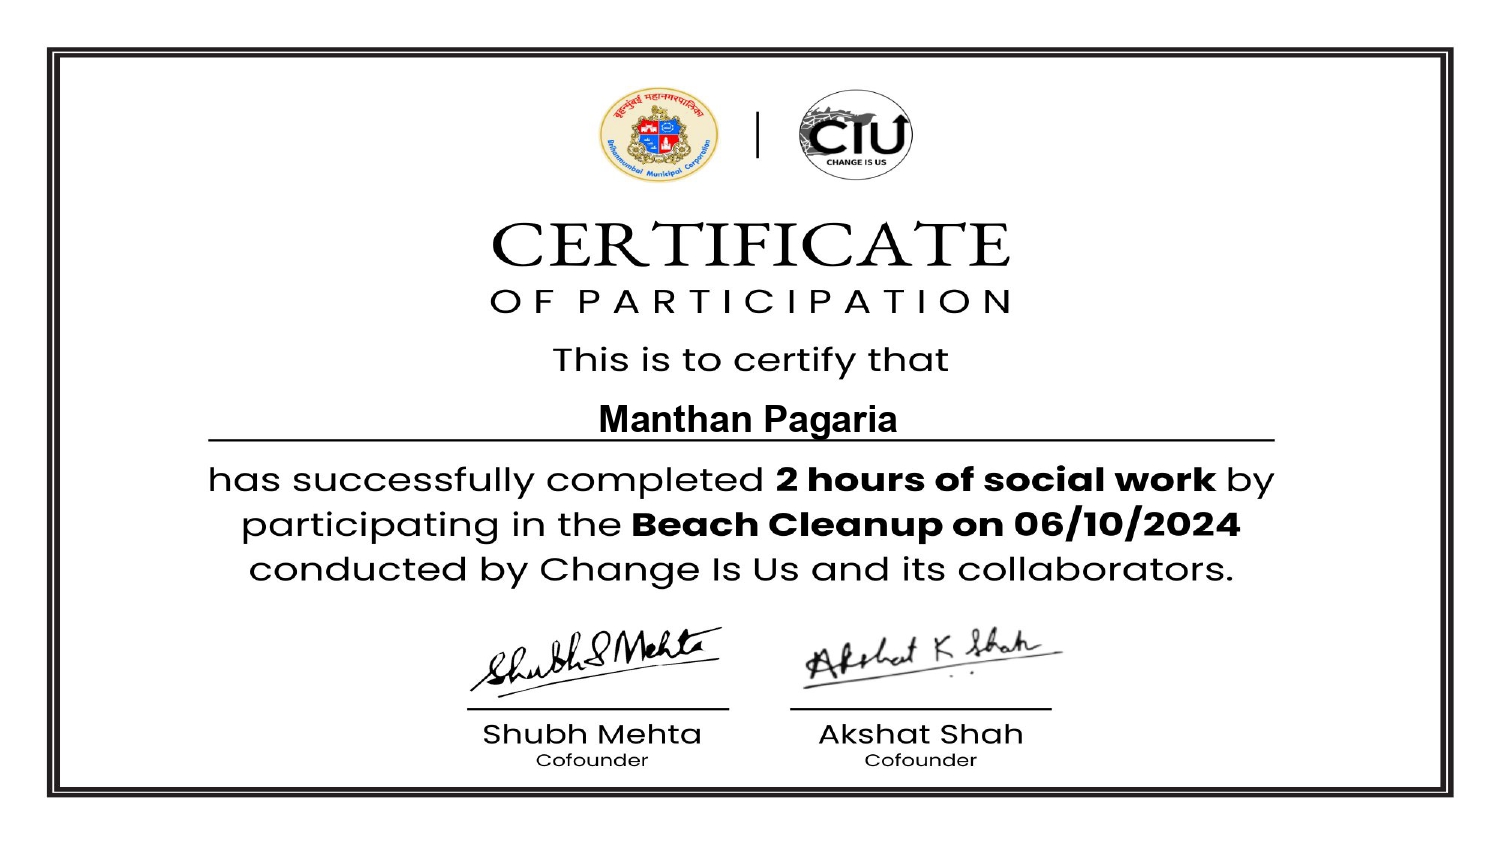 बृहन्मुंबई महानगरपालिका
Brihanmumbai Municipal Corporation
CIU
CHANGE IS US
CERTIFICATE
OF PARTICIPATION
This is to certify that
Manthan Pagaria
has successfully completed 2 hours of social work by
participating in the Beach Cleanup on 06/10/2024
conducted by Change Is Us and its collaborators.
Shubh S Mehta
Akshat K Shah
Shubh Mehta
Akshat Shah
Cofounder
Cofounder